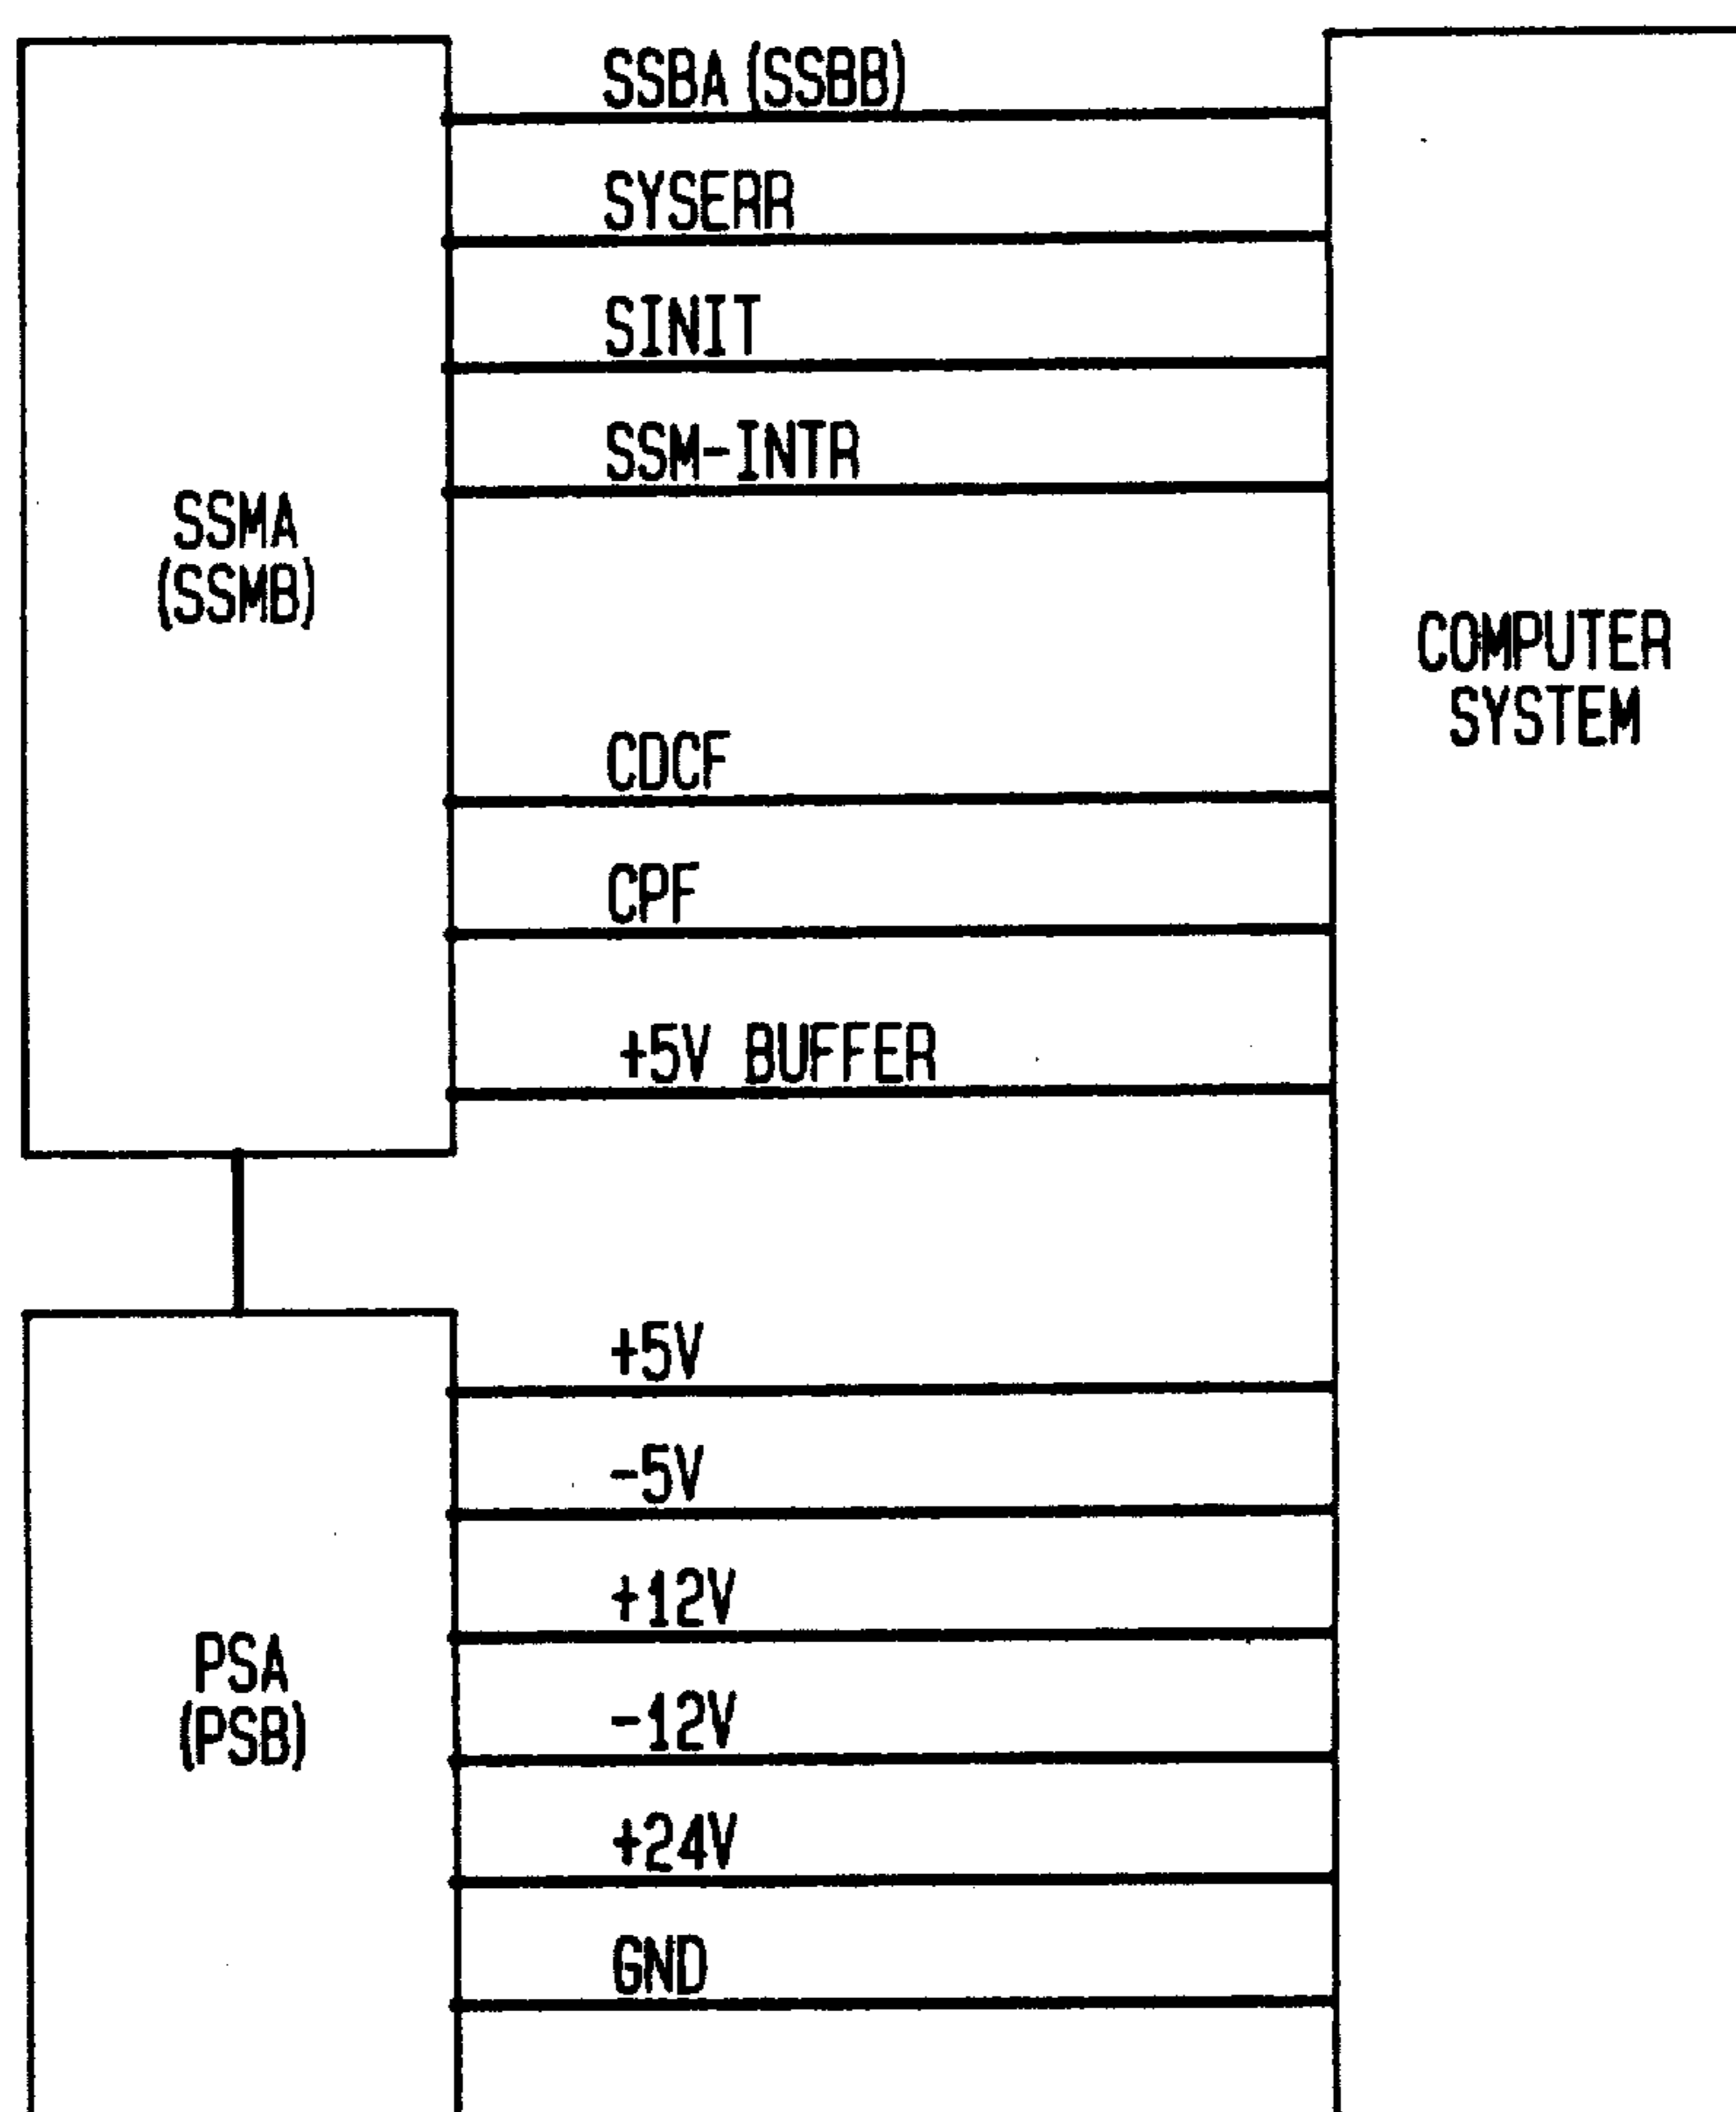 SSBA (SSBB)
SYSERR
SINIT
SSM-INTR
SSMA
(SSMB)
COMPUTER
SYSTEM
CDCF
CPF
+5V BUFFER
+5V
-5V
+12V
PSA
(PSB)
-12V
+24V
GND